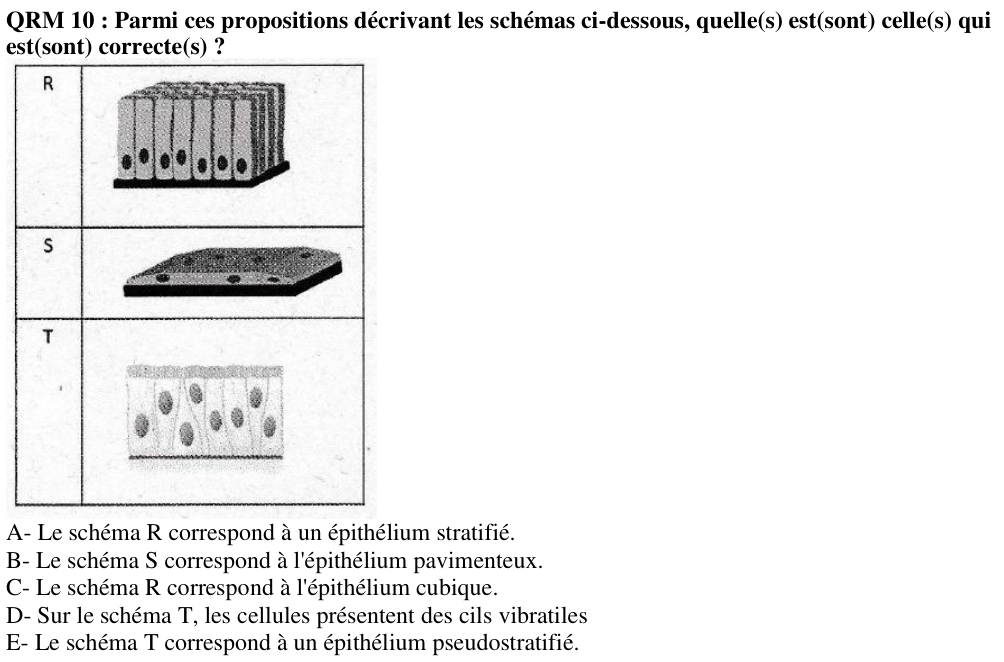 QRM 10 : Parmi ces propositions décrivant les schémas ci-dessous, quelle(s) est(sont) celle(s) qui
est(sont) correcte(s) ?
R
S
T
A- Le schéma R correspond à un épithélium stratifié.
B- Le schéma S correspond à l'épithélium pavimenteux.
C- Le schéma R correspond à l'épithélium cubique.
D- Sur le schéma T, les cellules présentent des cils vibratiles
E- Le schéma T correspond à un épithélium pseudostratifié.